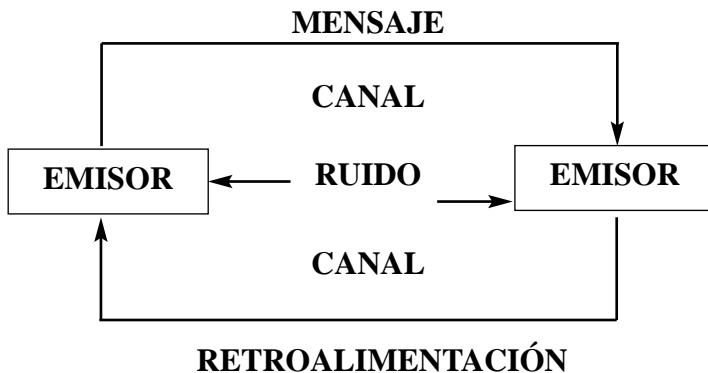 MENSAJE
CANAL
EMISOR
RUIDO
EMISOR
CANAL
RETROALIMENTACIÓN